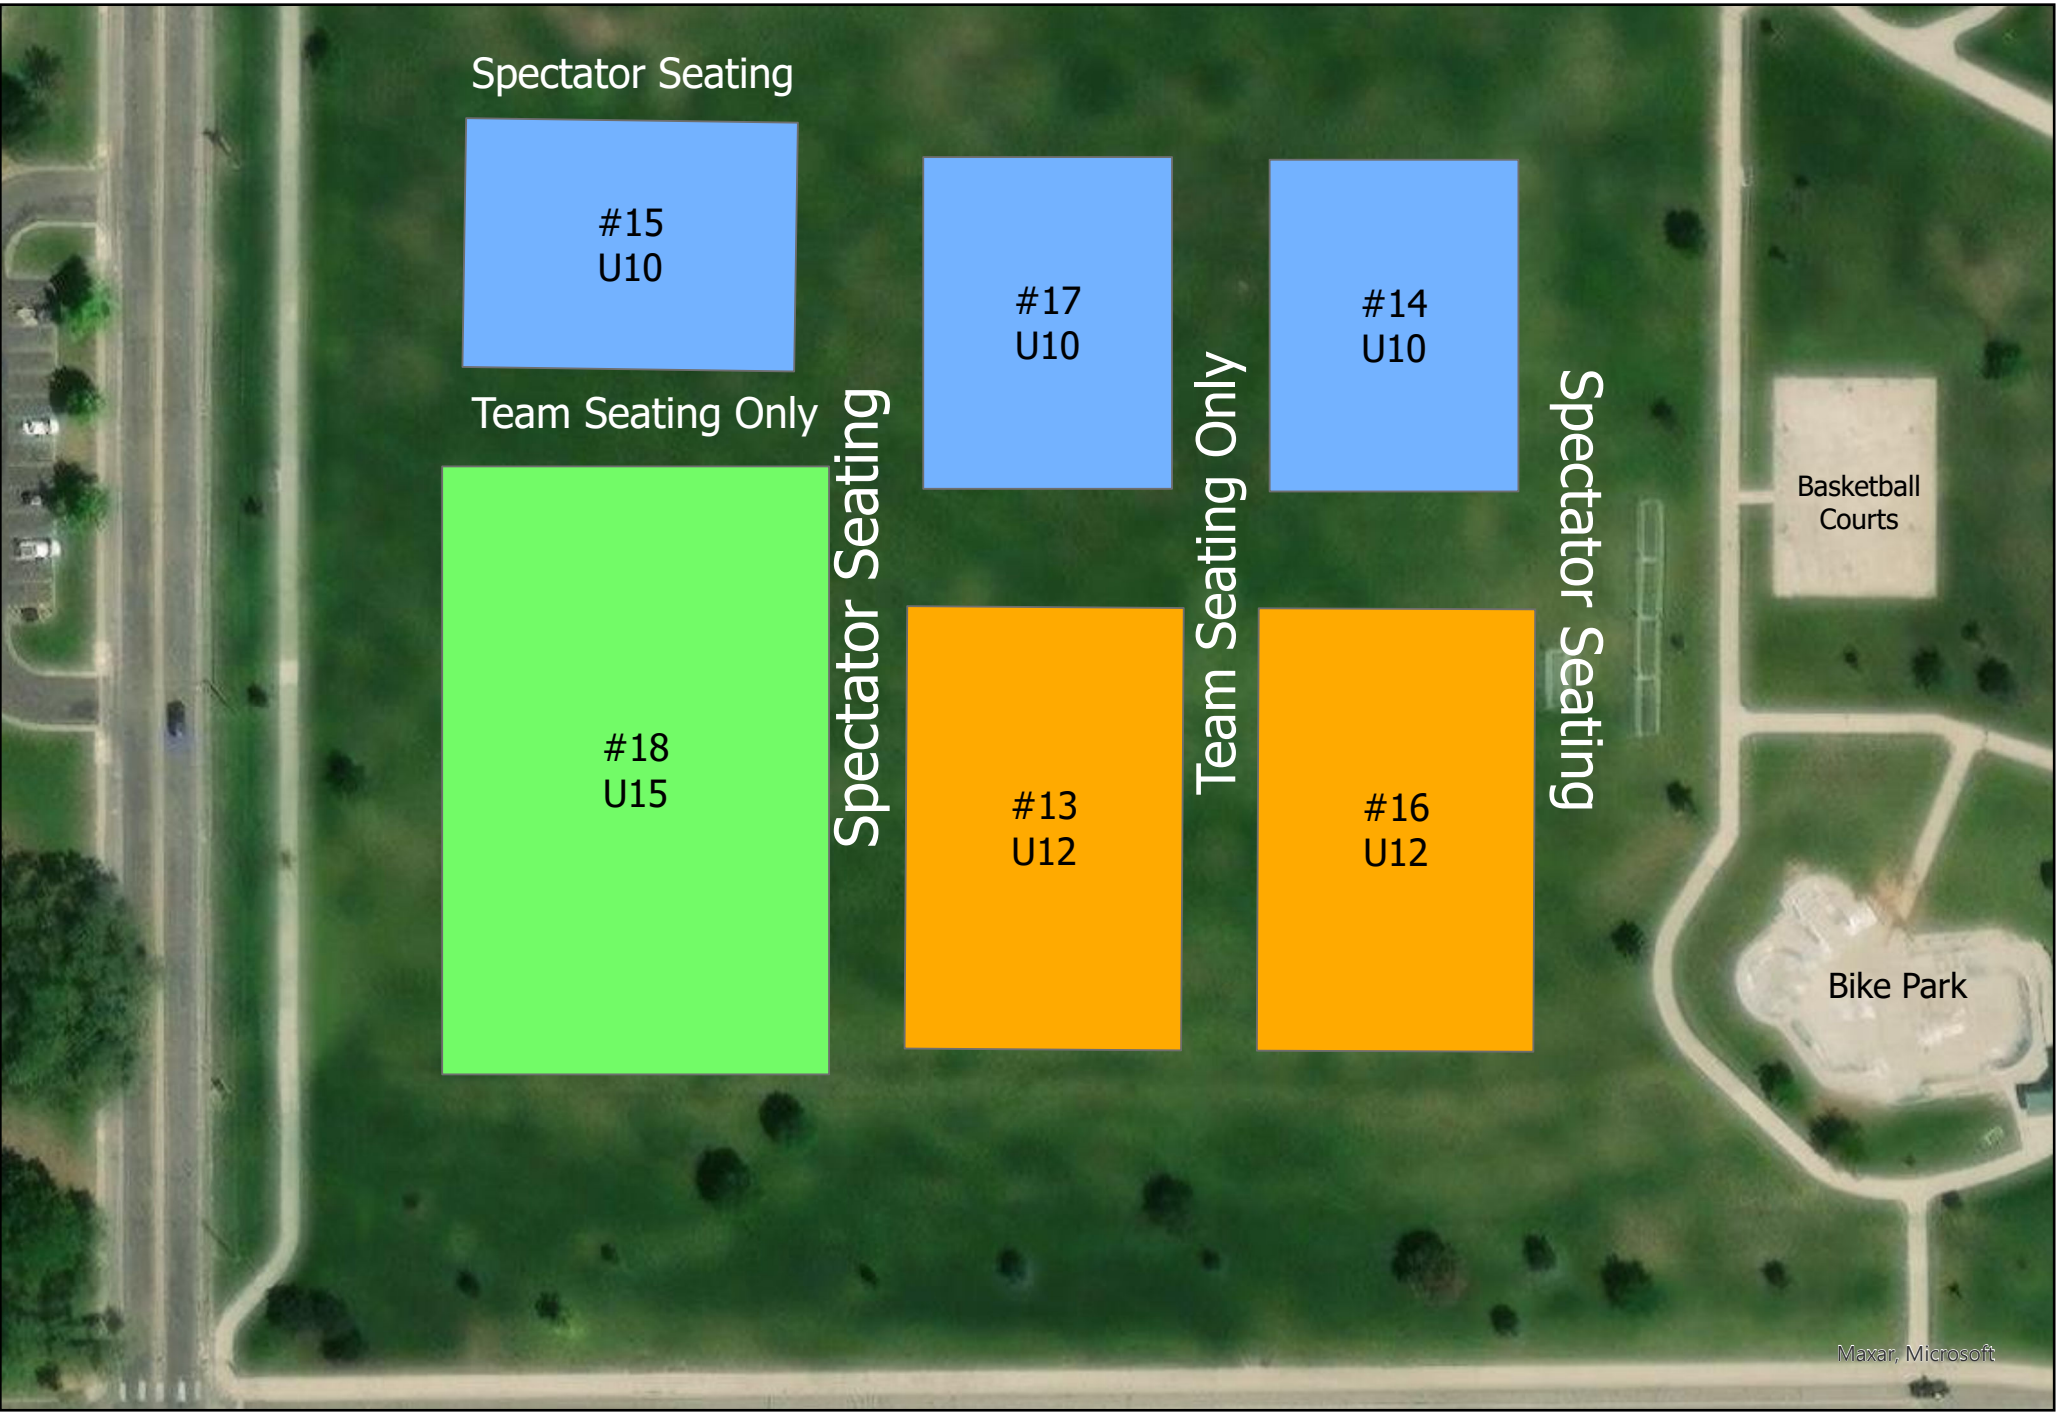 Spectator Seating
#15
U10
Team Seating Only
#17
U10
#14
U10
Spectator Seating
Team Seating Only
Spectator Seating
Basketball
Courts
#18
U15
#13
U12
#16
U12
Bike Park
Maxar, Microsoft